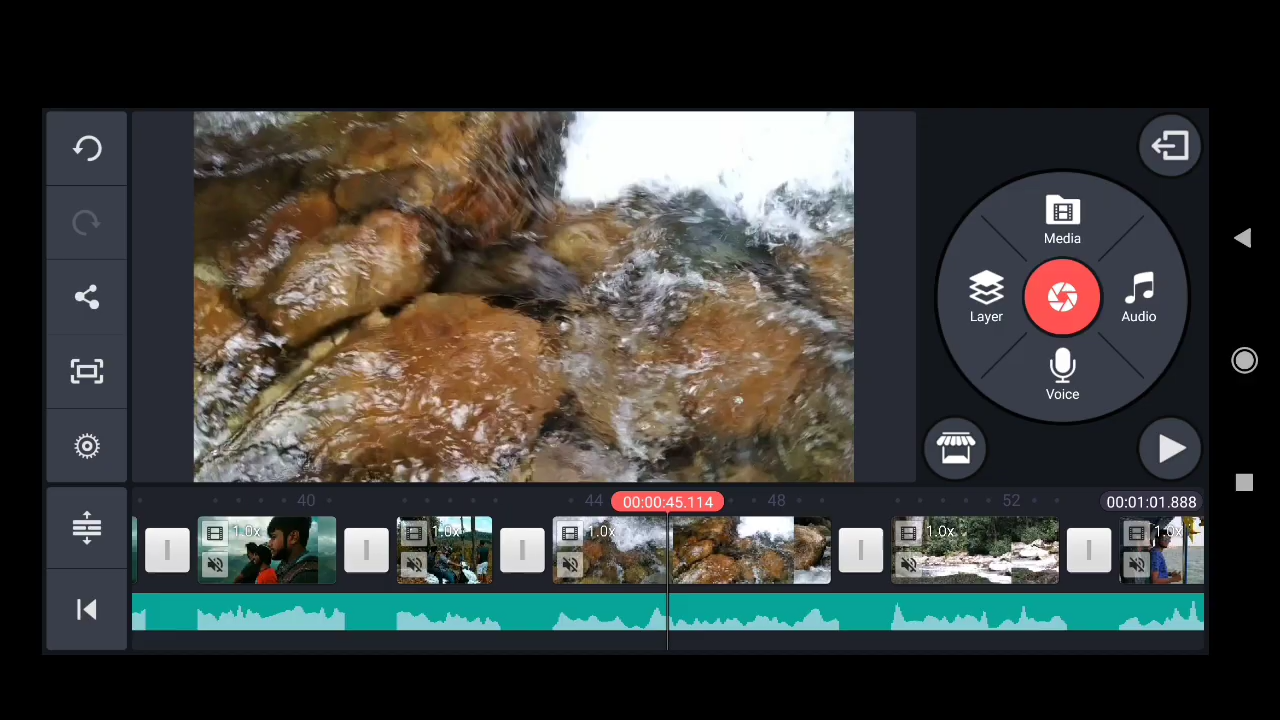 Media
Layer
Audio
Voice
40
44
00:00:45.114
48
52
00:01:01.888
1.0x
1.0x
1.0x
1.0x
1.0x